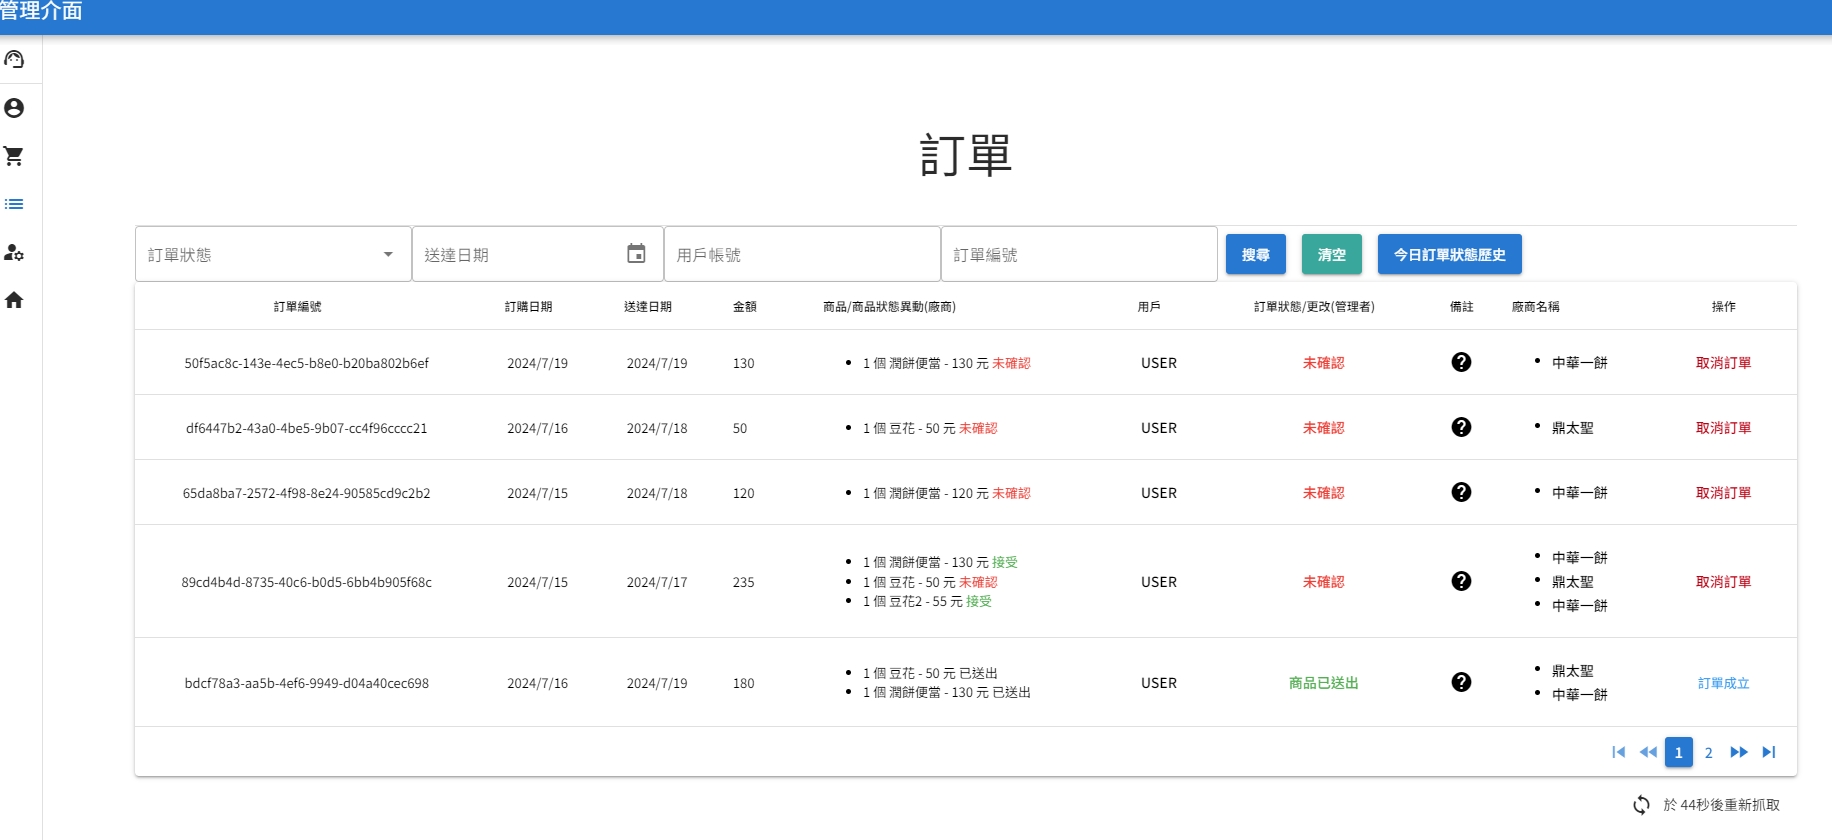 管理介面
訂單
訂單狀態 送達日期 用戶帳號 訂單編號 搜尋 清空 今日訂單狀態歷史
訂單編號 訂購日期 送達日期 金額 商品/商品狀態異動(廠商) 用戶 訂單狀態/更改(管理者) 備註 廠商名稱 操作
50f5ac8c-143e-4ec5-b8e0-b20ba802b6ef 2024/7/19 2024/7/19 130 • 1 個 潤餅便當 - 130 元 未確認 USER 未確認 ? • 中華一餅 取消訂單
df6447b2-43a0-4be5-9b07-cc4f96cccc21 2024/7/16 2024/7/18 50 • 1 個 豆花 - 50 元 未確認 USER 未確認 ? • 鼎太聖 取消訂單
65da8ba7-2572-4f98-8e24-90585cd9c2b2 2024/7/15 2024/7/18 120 • 1 個 潤餅便當 - 120 元 未確認 USER 未確認 ? • 中華一餅 取消訂單
• 1 個 潤餅便當 - 130 元 接受 • 中華一餅
89cd4b4d-8735-40c6-b0d5-6bb4b905f68c 2024/7/15 2024/7/17 235 • 1 個 豆花 - 50 元 未確認 USER 未確認 ? • 鼎太聖 取消訂單
• 1 個 豆花2 - 55 元 接受 • 中華一餅
• 1 個 豆花 - 50 元 已送出 • 鼎太聖
bdcf78a3-aa5b-4ef6-9949-d04a40cec698 2024/7/16 2024/7/19 180 USER 商品已送出 ? 訂單成立
• 1 個 潤餅便當 - 130 元 已送出 • 中華一餅
1 2
於 44秒後重新抓取